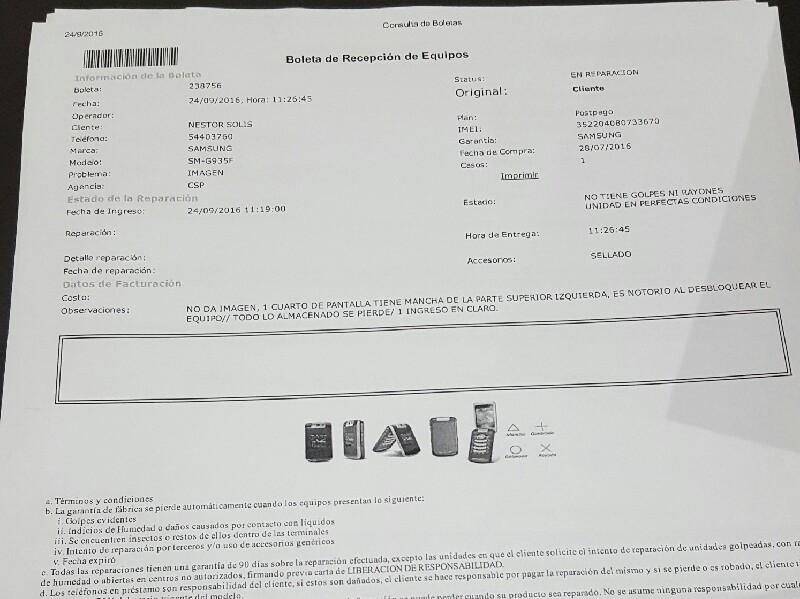 24/9/2016
Consulta de Boletas
Boleta de Recepción de Equipos
Información de la Boleta
Boleta: 238756
Status: EN REPARACION
Fecha: 24/09/2016, Hora: 11:26:45
Original: Cliente
Operador:
Cliente: NESTOR SOLIS
Plan: Postpago
Teléfono: 54403760
IMEI: 352204080733670
Marca: SAMSUNG
Garantia: SAMSUNG
Modelo: SM-G935F
Fecha de Compra: 28/07/2016
Problema: IMAGEN
Casos: 1
Agencia: CSP
Imprimir
Estado de la Reparación
Fecha de Ingreso: 24/09/2016 11:19:00
Estado: NO TIENE GOLPES NI RAYONES
UNIDAD EN PERFECTAS CONDICIONES
Reparación:
Hora de Entrega: 11:26:45
Detalle reparación:
Accesorios: SELLADO
Fecha de reparación:
Datos de Facturación
Costo:
Observaciones: NO DA IMAGEN, 1 CUARTO DE PANTALLA TIENE MANCHA DE LA PARTE SUPERIOR IZQUIERDA, ES NOTORIO AL DESBLOQUEAR EL
EQUIPO// TODO LO ALMACENADO SE PIERDE/ 1 INGRESO EN CLARO.
a. Términos y condiciones
b. La garantía de fábrica se pierde automáticamente cuando los equipos presentan lo siguiente:
i. Golpes evidentes
ii. Indicios de Humedad o daños causados por contacto con líquidos
iii. Se encuentren insectos o restos de ellos dentro de las terminales
iv. Intento de reparación por terceros y/o uso de accesorios genéricos
v. Fecha expiró
c. Todas las reparaciones tienen una garantía de 90 días sobre la reparación efectuada, excepto las unidades en que el cliente solicite el intento de reparación de unidades golpeadas, con
de humedad o abiertas en centros no autorizados, firmando previa carta de LIBERACION DE RESPONSABILIDAD.
d. Los teléfonos en préstamo son responsabilidad del cliente, si estos son dañados, el cliente se hace responsable por pagar la reparación del mismo y si se pierde o es robado, el cliente
del modelo.
perder cuando su producto sea reparado. No se asume ninguna responsabilidad por